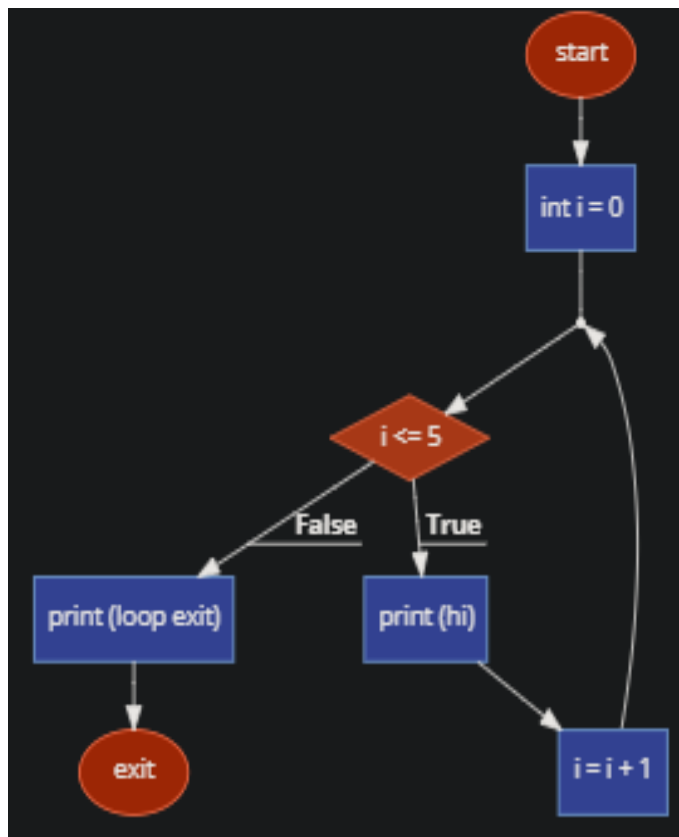 start
int i = 0
i <= 5
False
True
print (loop exit)
print (hi)
exit
i = i + 1